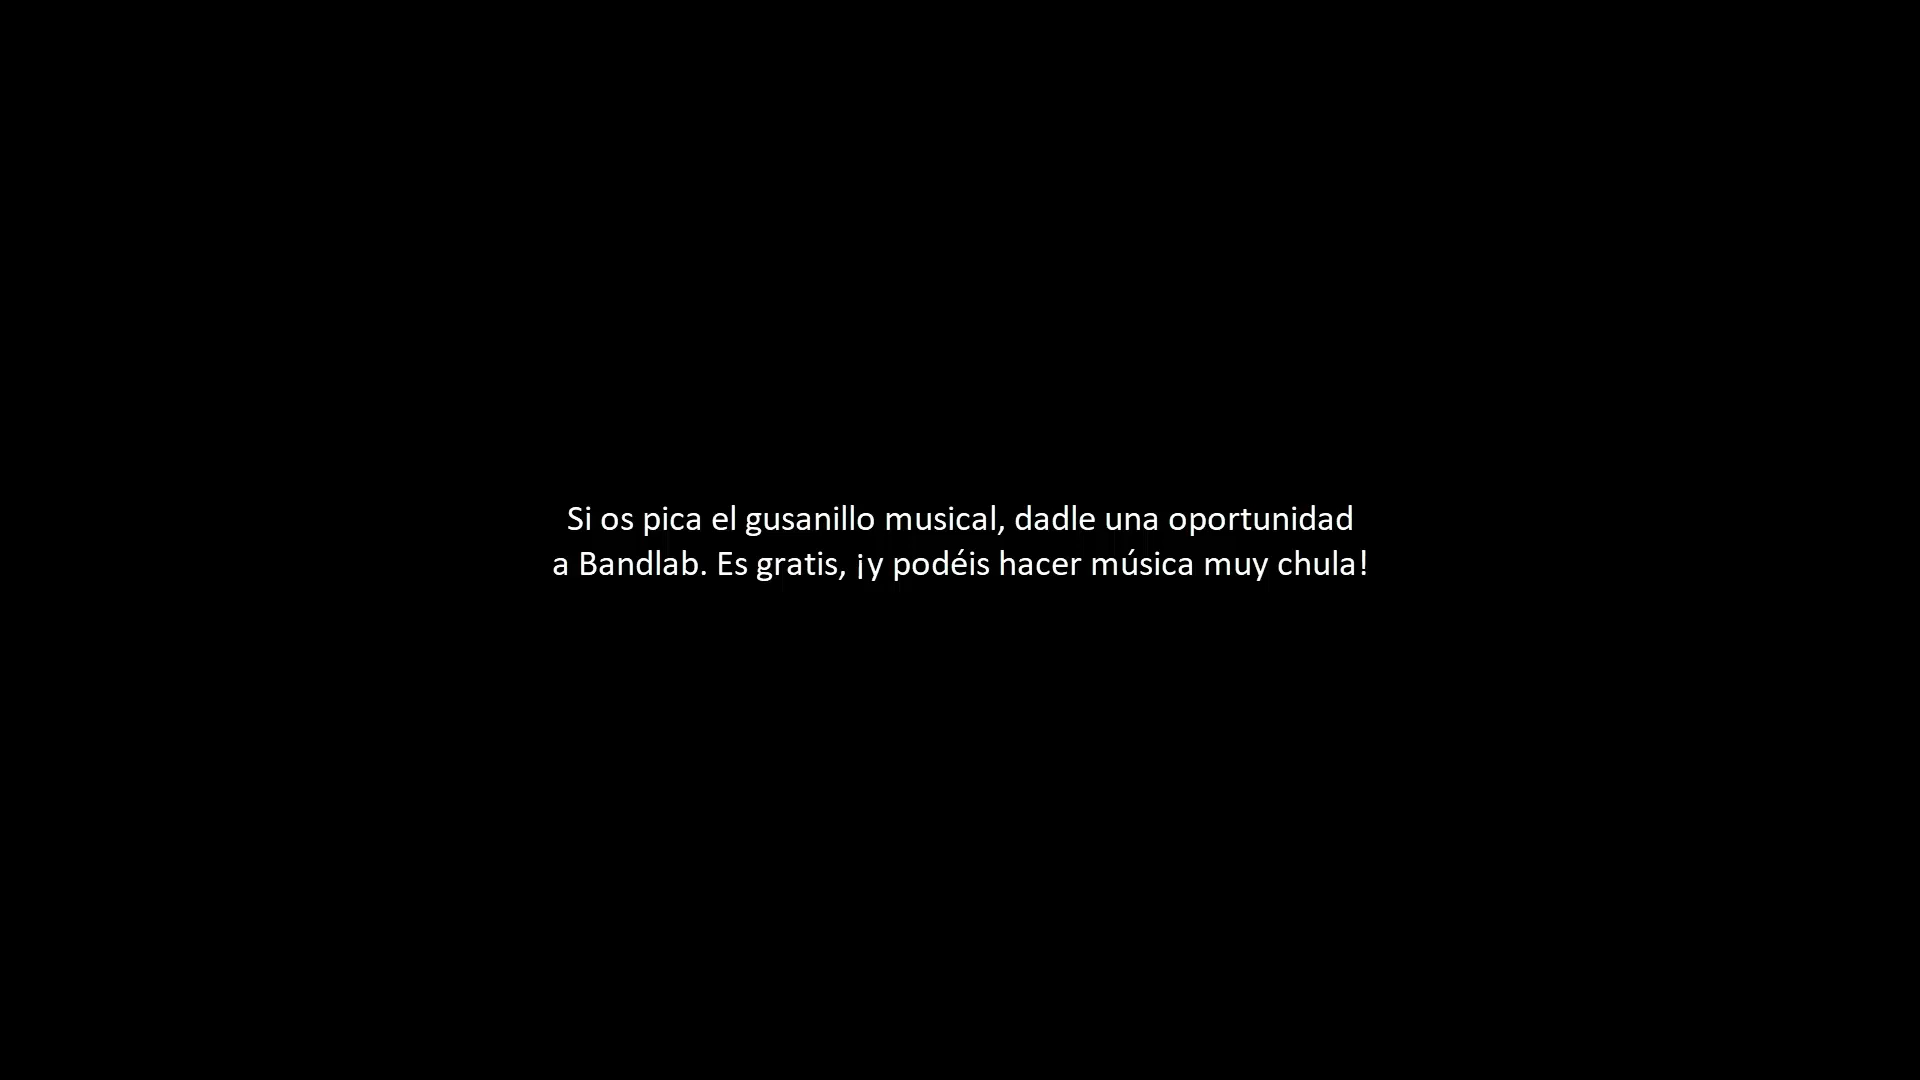 Si os pica el gusanillo musical, dadle una oportunidad
a Bandlab. Es gratis, ¡y podéis hacer música muy chula!